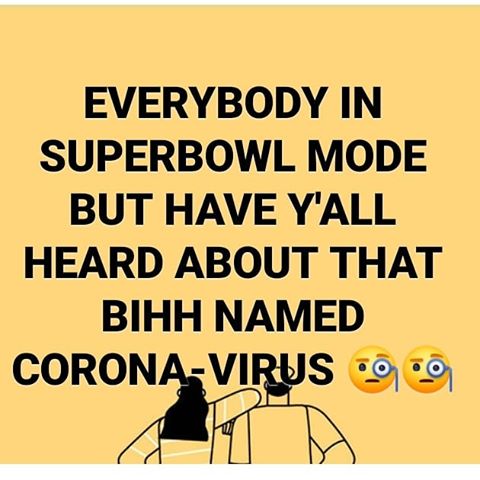 EVERYBODY IN
SUPERBOWL MODE
BUT HAVE Y'ALL
HEARD ABOUT THAT
BIHH NAMED
CORONA-VIRUS 🧐🧐